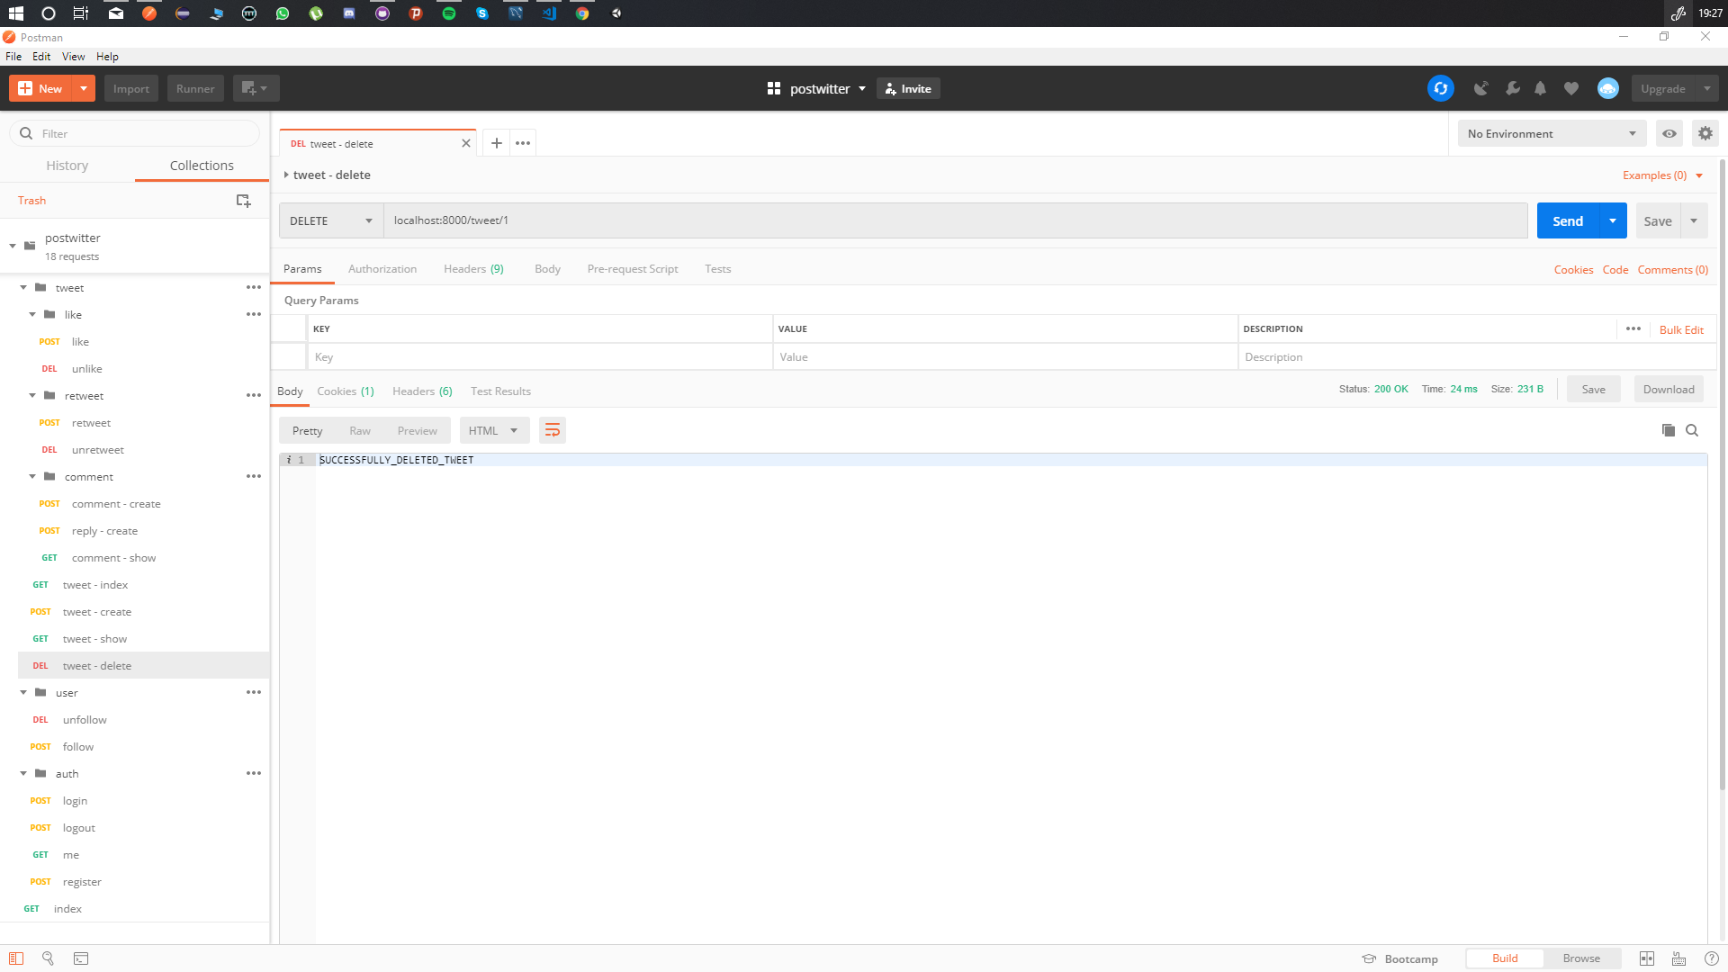 19:27
Postman
File Edit View Help
New Import Runner postwitter Invite Upgrade
Filter
History Collections
Trash
postwitter
18 requests
tweet
like
POST like
DEL unlike
retweet
POST retweet
DEL unretweet
comment
POST comment - create
POST reply - create
GET comment - show
GET tweet - index
POST tweet - create
GET tweet - show
DEL tweet - delete
user
DEL unfollow
POST follow
auth
POST login
POST logout
GET me
POST register
GET index
DEL tweet - delete
No Environment
tweet - delete Examples (0)
DELETE localhost:8000/tweet/1 Send Save
Params Authorization Headers (9) Body Pre-request Script Tests Cookies Code Comments (0)
Query Params
KEY VALUE DESCRIPTION Bulk Edit
Key Value Description
Body Cookies (1) Headers (6) Test Results Status: 200 OK Time: 24 ms Size: 231 B Save Download
Pretty Raw Preview HTML
i 1 SUCCESSFULLY_DELETED_TWEET
Bootcamp Build Browse